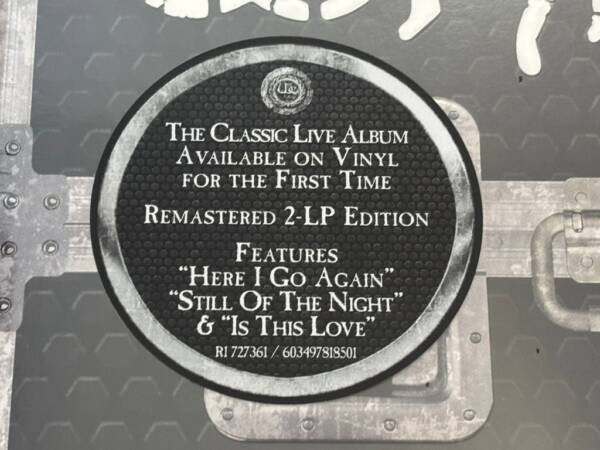 The Classic Live Album
Available on Vinyl
for the First Time
Remastered 2-LP Edition
Features
"Here I Go Again"
"Still Of The Night"
& "Is This Love"
R1 727361 / 603497818501